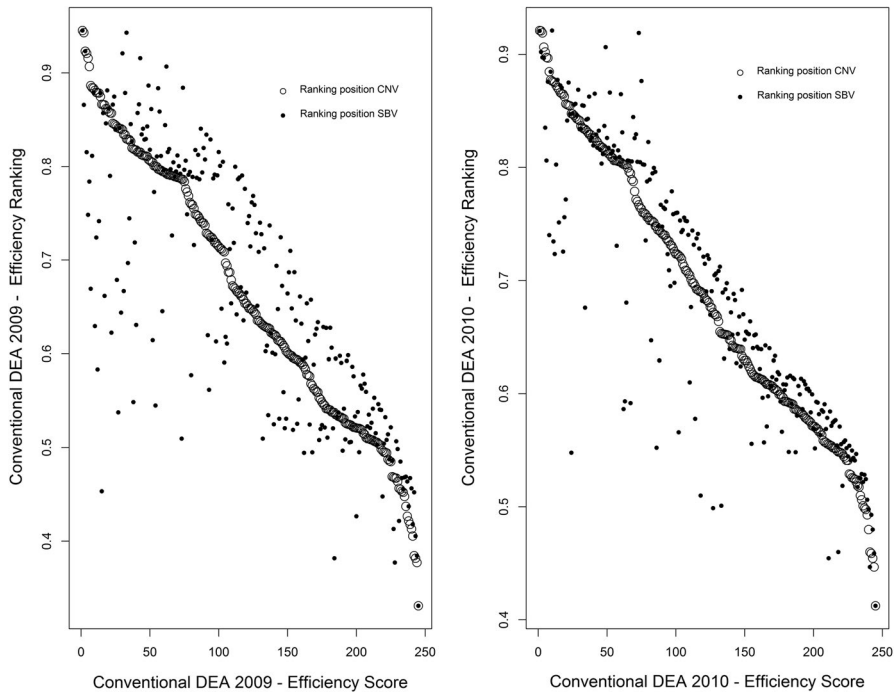 Conventional DEA 2009 - Efficiency Ranking
0.9
0.8
0.7
0.6
0.5
0.4
Ranking position CNV
Ranking position SBV
0 50 100 150 200 250
Conventional DEA 2009 - Efficiency Score
Conventional DEA 2010 - Efficiency Ranking
0.9
0.8
0.7
0.6
0.5
0.4
Ranking position CNV
Ranking position SBV
0 50 100 150 200 250
Conventional DEA 2010 - Efficiency Score